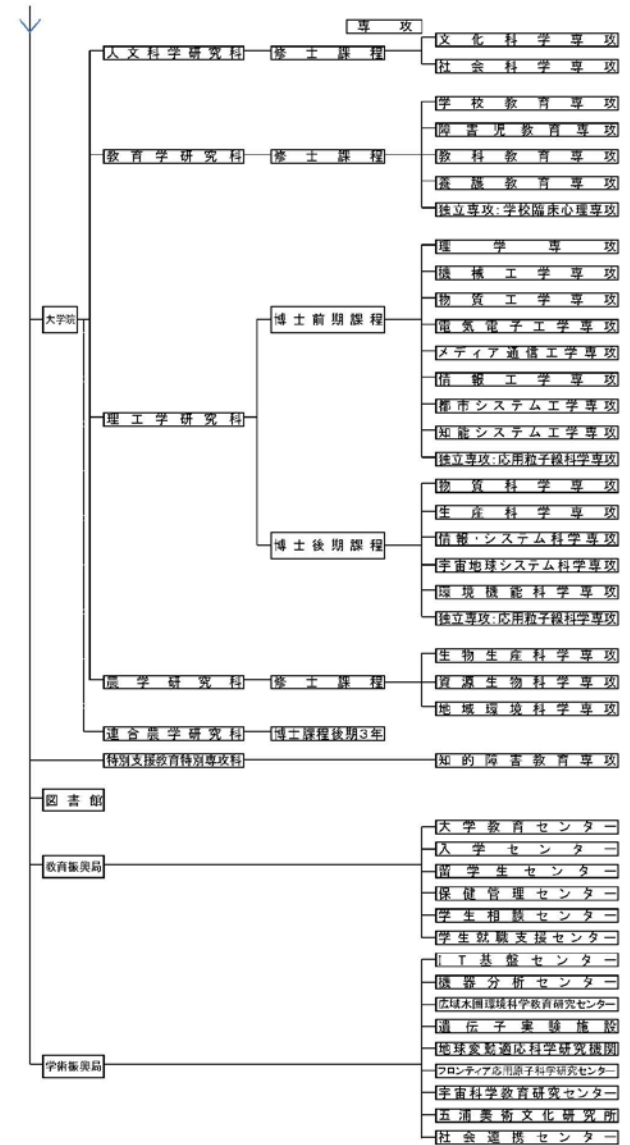 専攻
人文科学研究科
修士課程
文化科学専攻
社会科学専攻
教育学研究科
修士課程
学校教育専攻
障害児教育専攻
教科教育専攻
養護教育専攻
独立専攻:学校臨床心理専攻
大学院
理工学研究科
博士前期課程
理学専攻
機械工学専攻
物質工学専攻
電気電子工学専攻
メディア通信工学専攻
情報工学専攻
都市システム工学専攻
知能システム工学専攻
独立専攻:応用粒子線科学専攻
博士後期課程
物質科学専攻
生産科学専攻
情報・システム科学専攻
宇宙地球システム科学専攻
環境機能科学専攻
独立専攻:応用粒子線科学専攻
農学研究科
修士課程
生物生産科学専攻
資源生物科学専攻
地域環境科学専攻
連合農学研究科
博士課程後期3年
特別支援教育特別専攻科
知的障害教育専攻
図書館
教育振興局
大学教育センター
入学センター
留学生センター
保健管理センター
学生相談センター
学生就職支援センター
学術振興局
IT基盤センター
機器分析センター
広域水圏環境科学教育研究センター
遺伝子実験施設
地球変動適応科学研究機関
フロンティア応用原子科学研究センター
宇宙科学教育研究センター
五浦美術文化研究所
社会連携センター